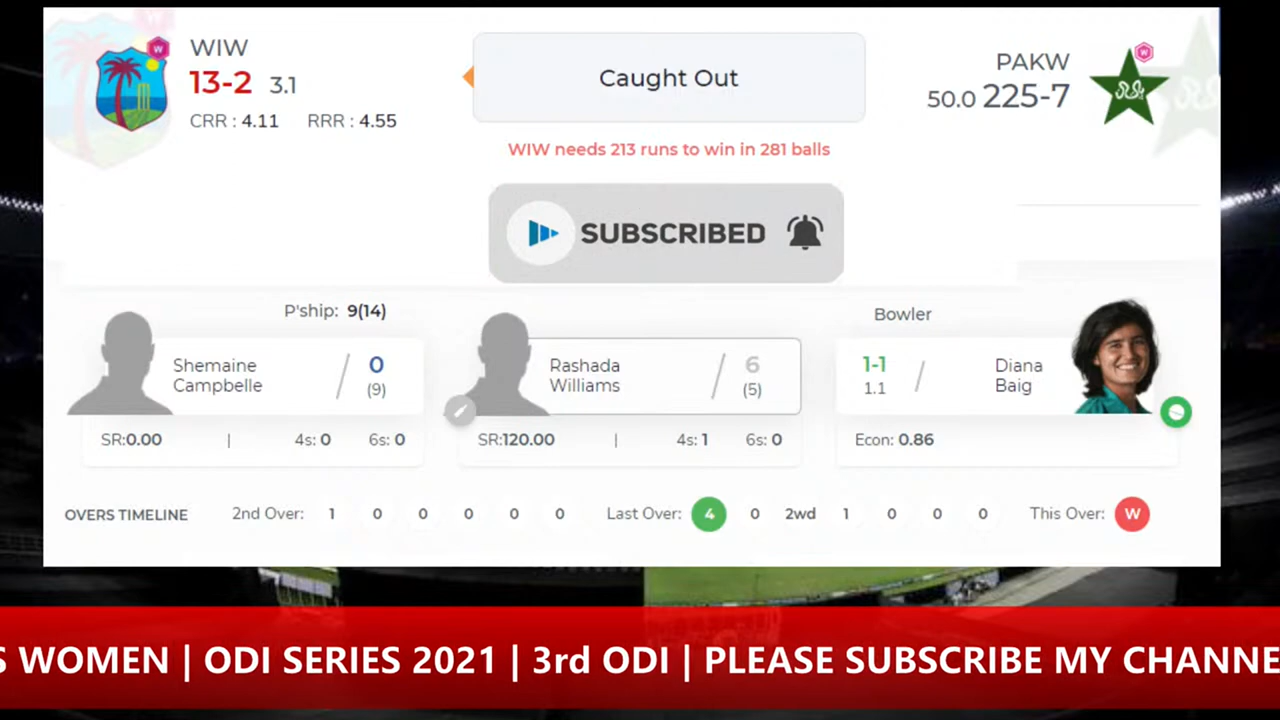 WIW
13-2 3.1
CRR : 4.11 RRR : 4.55
Caught Out
WIW needs 213 runs to win in 281 balls
PAKW
50.0 225-7
SUBSCRIBED
P'ship: 9(14)
Shemaine
Campbelle
0
(9)
SR:0.00 | 4s: 0 6s: 0
Rashada
Williams
6
(5)
SR:120.00 | 4s: 1 6s: 0
Bowler
1-1
1.1
Diana
Baig
Econ: 0.86
OVERS TIMELINE 2nd Over: 1 0 0 0 0 0 Last Over: 4 0 2wd 1 0 0 0 This Over: W
S WOMEN | ODI SERIES 2021 | 3rd ODI | PLEASE SUBSCRIBE MY CHANNE